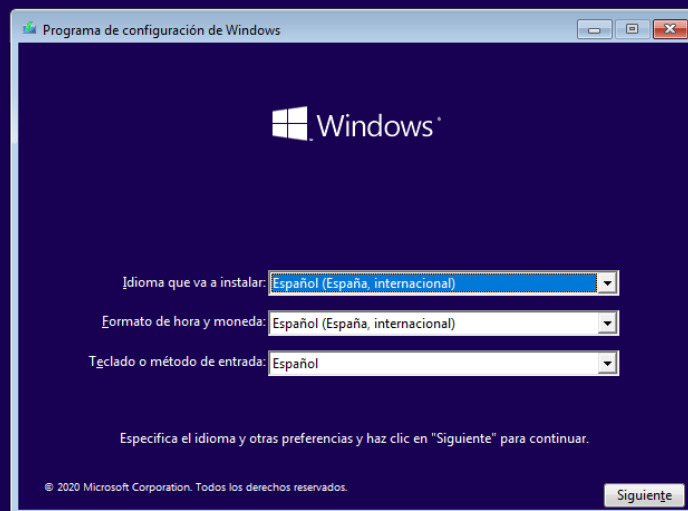 Programa de configuración de Windows
Windows
Idioma que va a instalar: Español (España, internacional)
Formato de hora y moneda: Español (España, internacional)
Teclado o método de entrada: Español
Especifica el idioma y otras preferencias y haz clic en "Siguiente" para continuar.
© 2020 Microsoft Corporation. Todos los derechos reservados.
Siguiente